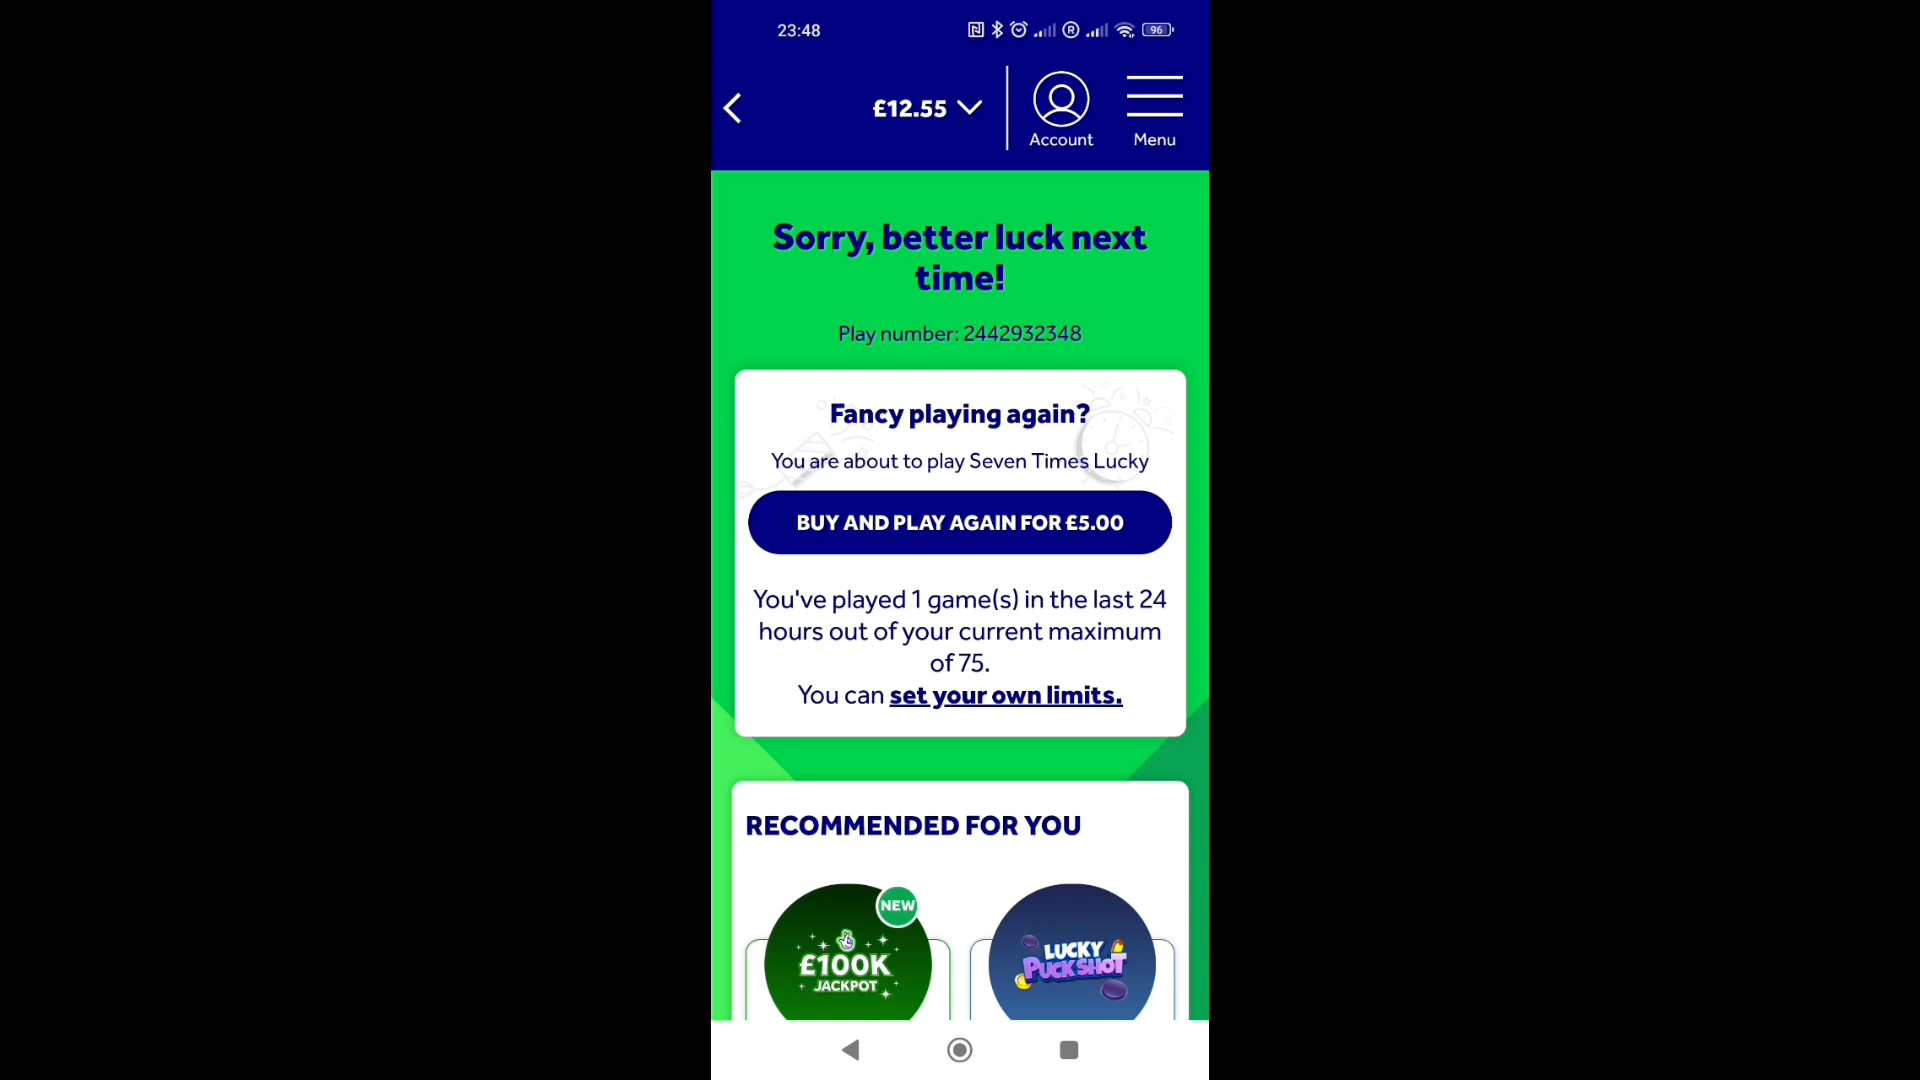 23:48
96
£12.55
Account
Menu
Sorry, better luck next
time!
Play number: 2442932348
Fancy playing again?
You are about to play Seven Times Lucky
BUY AND PLAY AGAIN FOR £5.00
You've played 1 game(s) in the last 24
hours out of your current maximum
of 75.
You can set your own limits.
RECOMMENDED FOR YOU
NEW
£100K
JACKPOT
LUCKY
PUCKSHOT